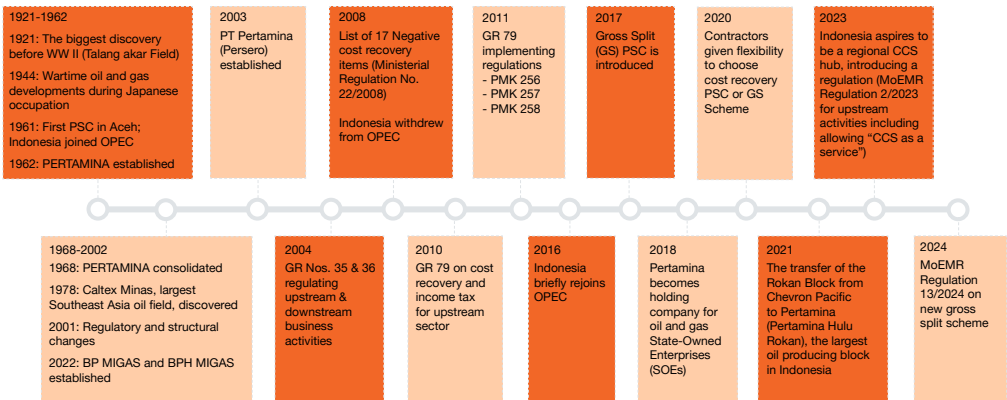 1921-1962
1921: The biggest discovery
before WW II (Talang akar Field)
1944: Wartime oil and gas
developments during Japanese
occupation
1961: First PSC in Aceh;
Indonesia joined OPEC
1962: PERTAMINA established
2003
PT Pertamina
(Persero)
established
2008
List of 17 Negative
cost recovery
items (Ministerial
Regulation No.
22/2008)
Indonesia withdrew
from OPEC
2011
GR 79
implementing
regulations
- PMK 256
- PMK 257
- PMK 258
2017
Gross Split
(GS) PSC is
introduced
2020
Contractors
given flexibility
to choose
cost recovery
PSC or GS
Scheme
2023
Indonesia aspires to
be a regional CCS
hub, introducing a
regulation (MoEMR
Regulation 2/2023
for upstream
activities including
allowing “CCS as a
service”)
1968-2002
1968: PERTAMINA consolidated
1978: Caltex Minas, largest
Southeast Asia oil field, discovered
2001: Regulatory and structural
changes
2022: BP MIGAS and BPH MIGAS
established
2004
GR Nos. 35 & 36
regulating
upstream &
downstream
business
activities
2010
GR 79 on cost
recovery and
income tax
for upstream
sector
2016
Indonesia
briefly rejoins
OPEC
2018
Pertamina
becomes
holding
company for
oil and gas
State-Owned
Enterprises
(SOEs)
2021
The transfer of the
Rokan Block from
Chevron Pacific
to Pertamina
(Pertamina Hulu
Rokan), the largest
oil producing block
in Indonesia
2024
MoEMR
Regulation
13/2024 on
new gross
split scheme